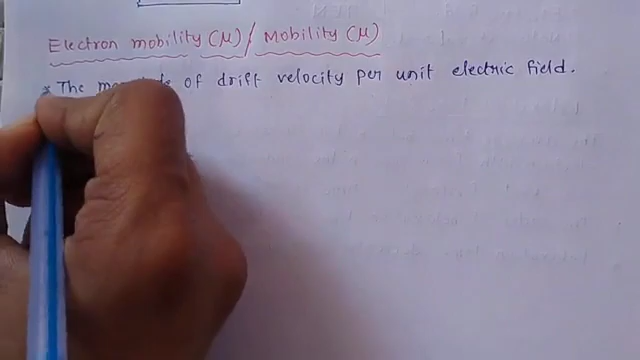 Electron mobility (μ) / Mobility (μ)
* The of drift velocity per unit electric field.